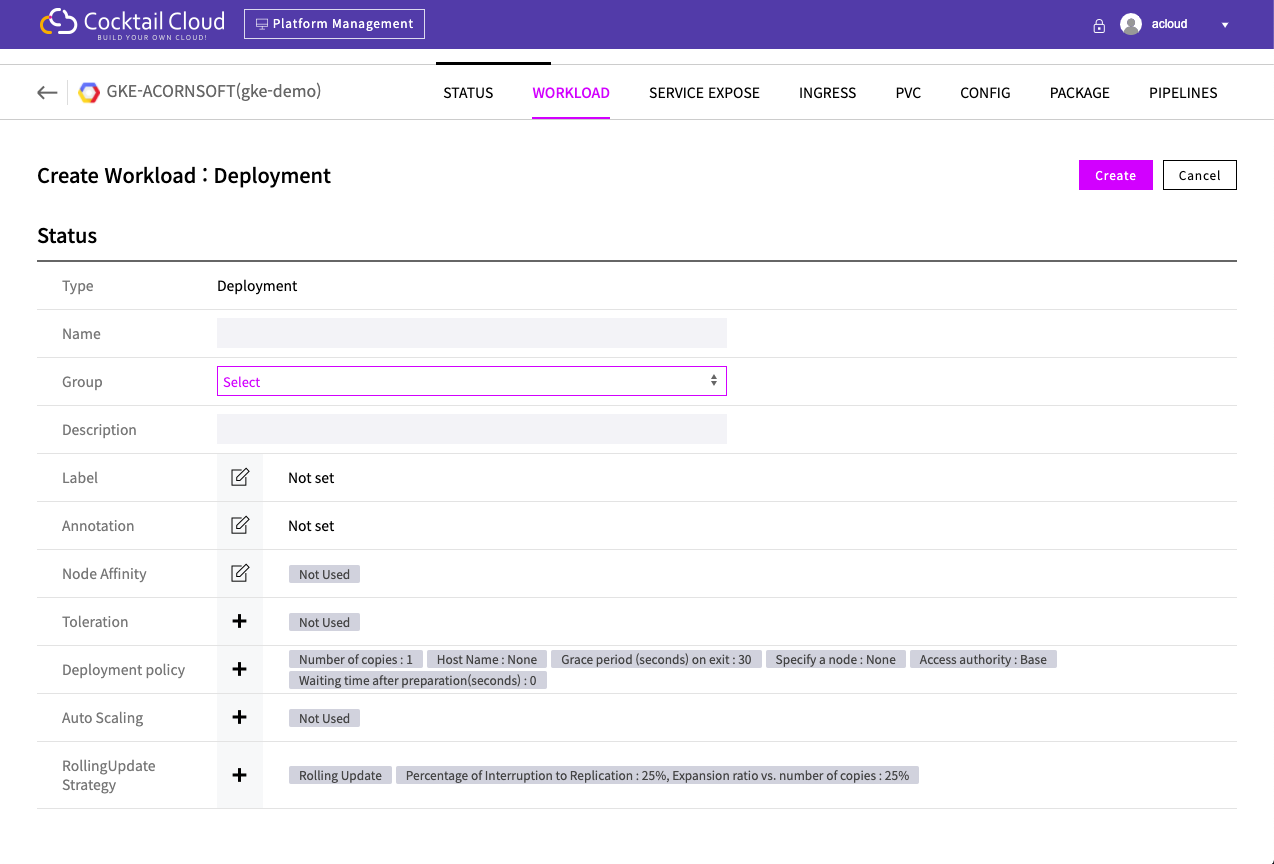 Cocktail Cloud
BUILD YOUR OWN CLOUD!
Platform Management
acloud
GKE-ACORNSOFT(gke-demo)
STATUS WORKLOAD SERVICE EXPOSE INGRESS PVC CONFIG PACKAGE PIPELINES
Create Workload : Deployment
Create
Cancel
Status
Type Deployment
Name
Group Select
Description
Label Not set
Annotation Not set
Node Affinity Not Used
Toleration Not Used
Deployment policy Number of copies : 1 Host Name : None Grace period (seconds) on exit : 30 Specify a node : None Access authority : Base
Waiting time after preparation(seconds) : 0
Auto Scaling Not Used
RollingUpdate
Strategy
Rolling Update Percentage of Interruption to Replication : 25%, Expansion ratio vs. number of copies : 25%